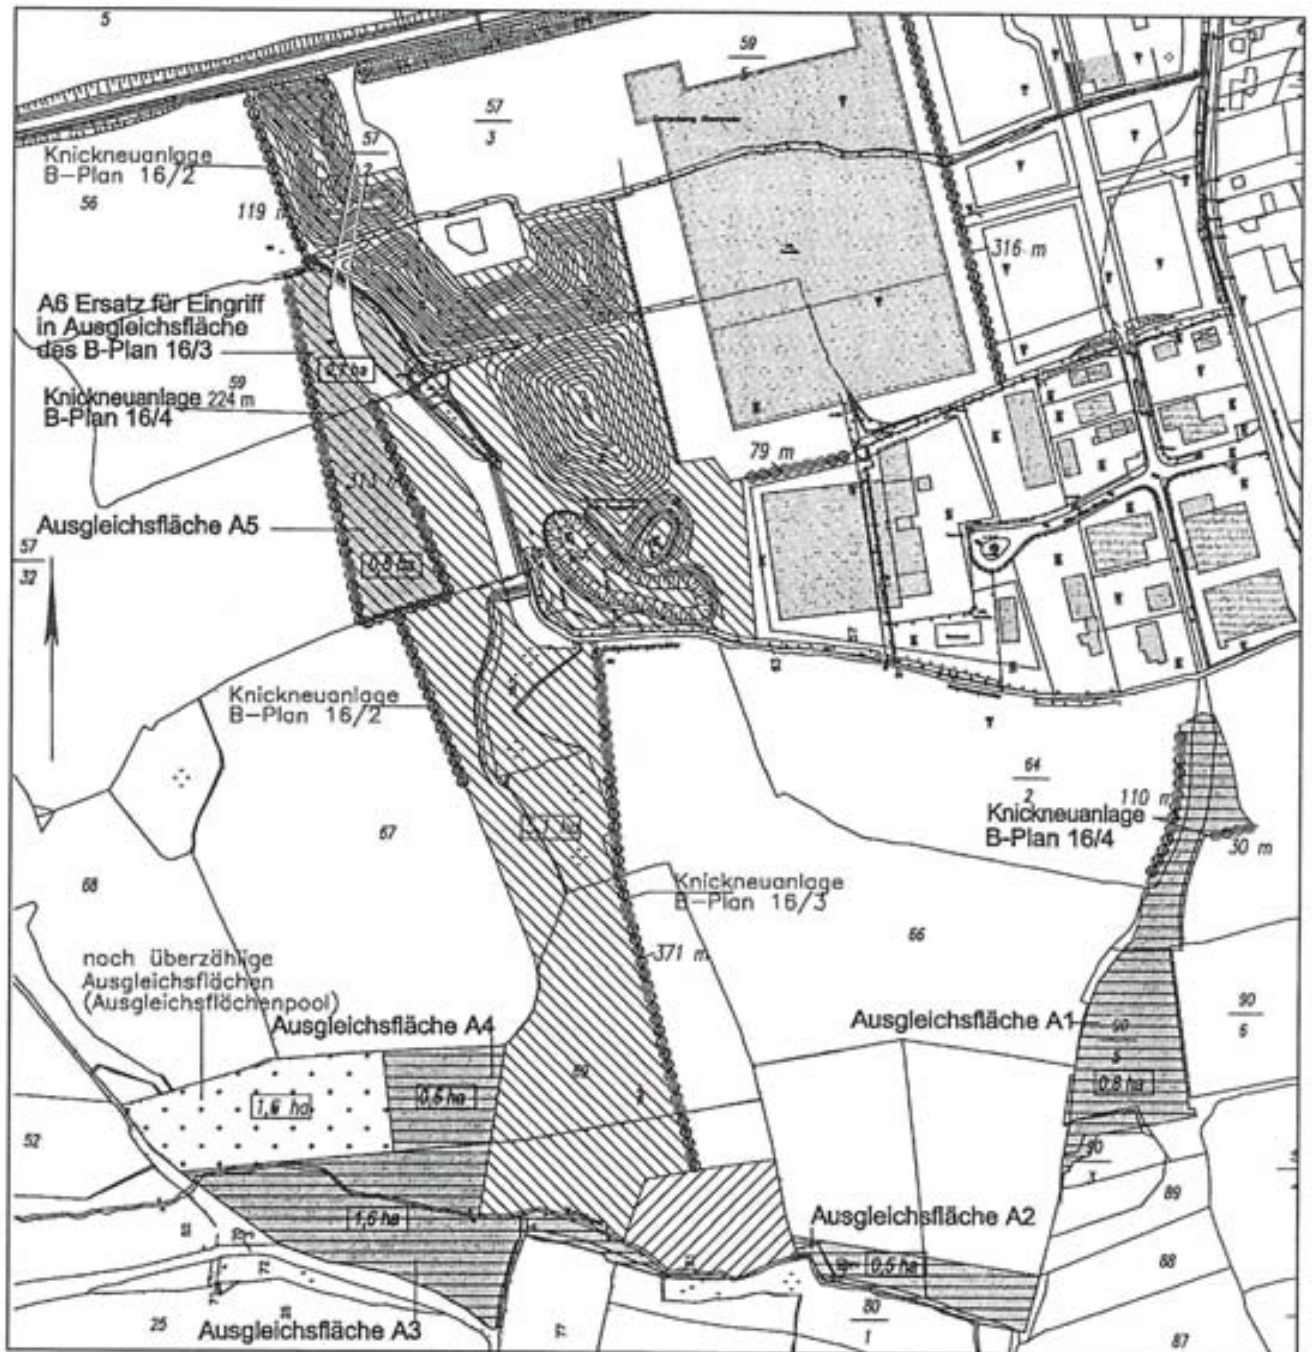 5
59
57
3
57
2
Knickneuanlage
B-Plan 16/2
56
119 m
316 m
A6 Ersatz für Eingriff
in Ausgleichsfläche
des B-Plan 16/3
59
Knickneuanlage 224 m
B-Plan 16/4
79 m
313
Ausgleichsfläche A5
57
32
0,8 ha
Knickneuanlage
B-Plan 16/2
64
2
110 m
Knickneuanlage
B-Plan 16/4
30 m
67
68
Knickneuanlage
B-Plan 16/3
66
371 m
noch überzählige
Ausgleichsflächen
(Ausgleichsflächenpool)
Ausgleichsfläche A4
Ausgleichsfläche A1
90
5
90
6
0,8 ha
1,6 ha
52
90
89
1,6 ha
Ausgleichsfläche A2
0,5 ha
88
25
Ausgleichsfläche A3
77
80
1
87